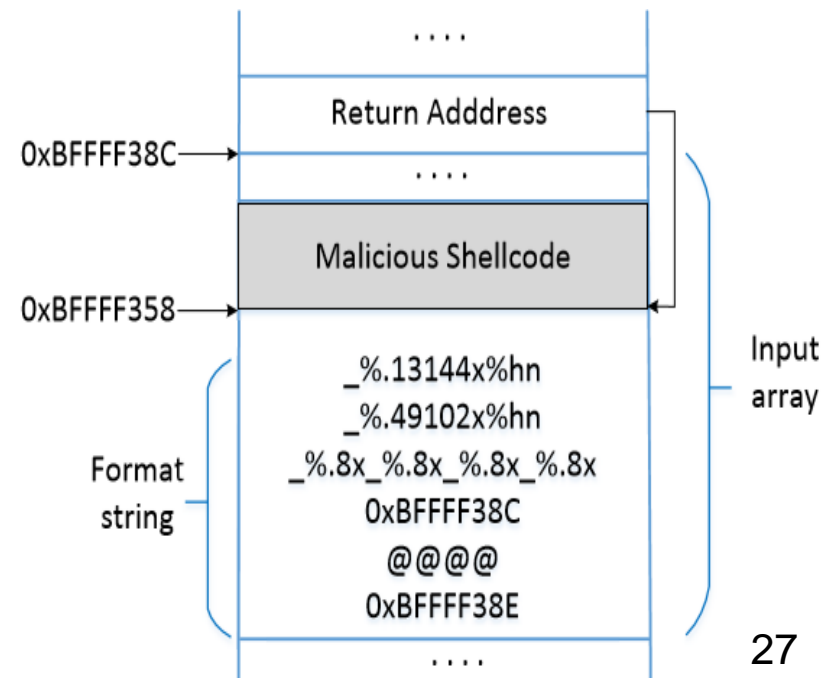 . . . .
Return Adddress
0xBFFFF38C
. . . .
Malicious Shellcode
0xBFFFF358
_%.13144x%hn
_%.49102x%hn
_%.8x_%.8x_%.8x_%.8x
0xBFFFF38C
@@@@
0xBFFFF38E
Format
string
Input
array
. . . .
27